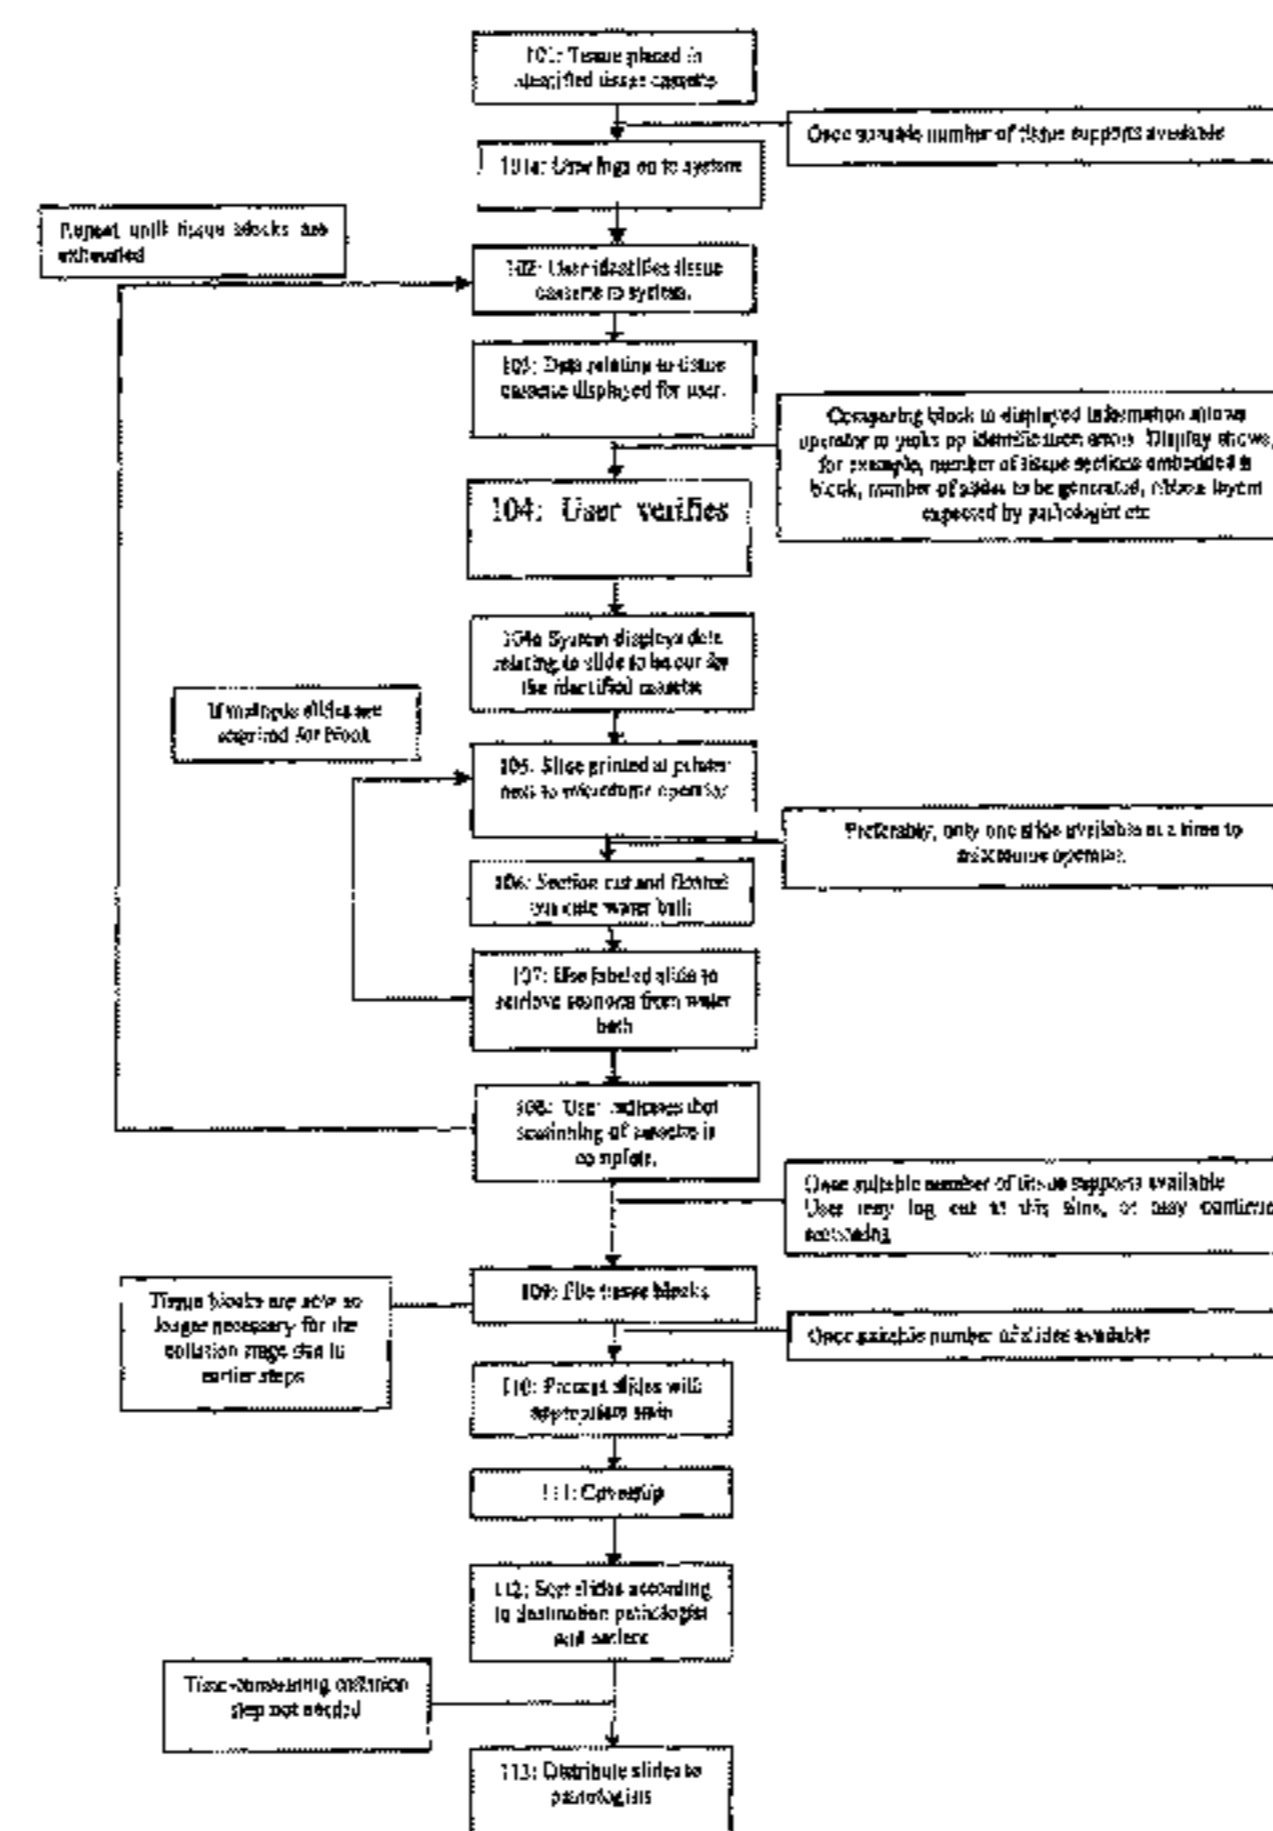 101: Tissue placed in
identified tissue cassette
Once suitable number of tissue supports available
101a: User logs on to system
Repeat until tissue blocks are
exhausted
102: User identifies tissue
cassette to system.
103: Data relating to tissue
cassette displayed for user.
Comparing block to displayed information allows
operator to picks up identification errors. Display shows,
for example, number of tissue sections embedded in
block, number of slides to be generated, ribbon layout
expected by pathologist etc
104: User verifies
104a System displays data
relating to slide to be cut for
the identified cassette
If multiple slides are
required for block
105: Slide printed at printer
next to microtome operator
Preferably, only one slide available at a time to
microtome operator.
106: Section cut and floated
out onto water bath
107: Use labeled slide to
retrieve sections from water
bath
108: User indicates that
sectioning of cassette is
complete.
Once suitable number of tissue supports available
User may log out at this time, or may continue
sectioning
109: File tissue blocks
Tissue blocks are now no
longer necessary for the
collation stage due to
earlier steps
Once suitable number of slides available
110: Process slides with
appropriate stain
111: Coverslip
112: Sort slides according
to destination pathologist
and patient
Time-consuming collation
step not needed
113: Distribute slides to
pathologists